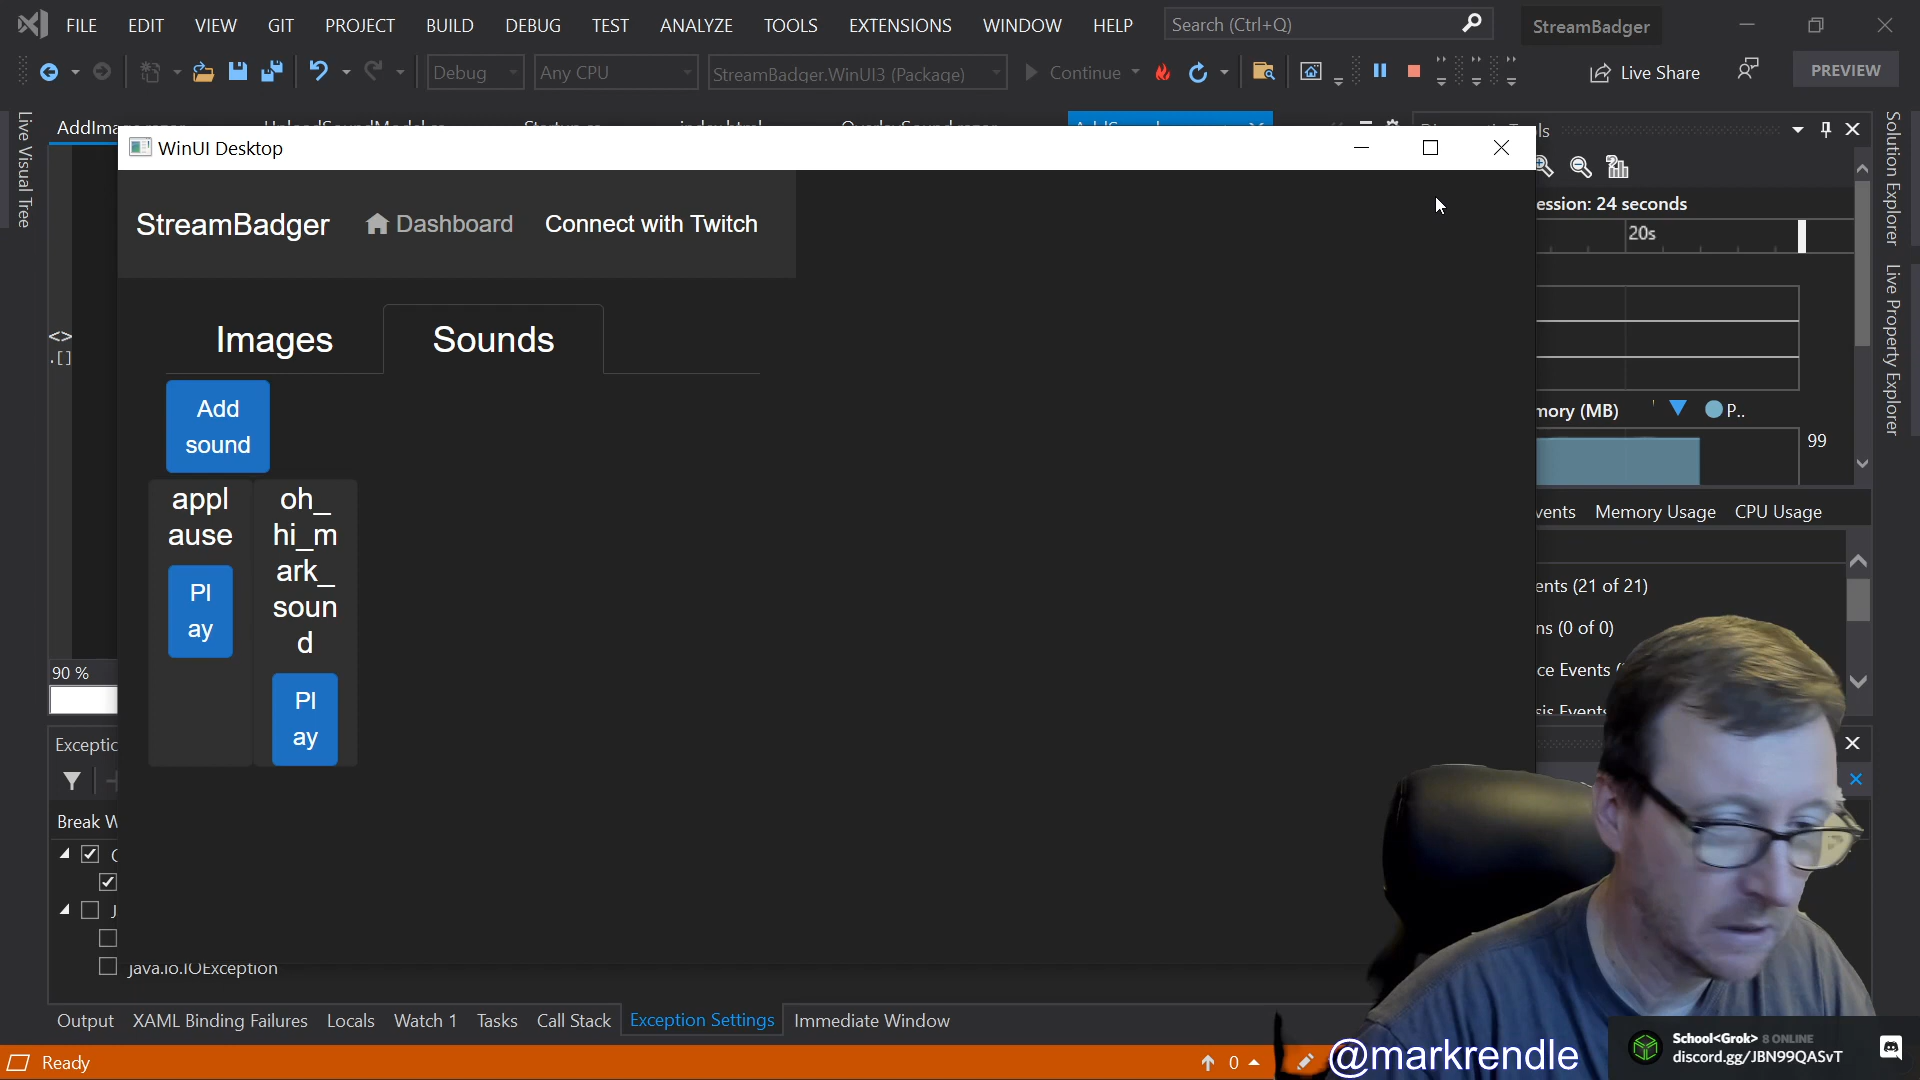 FILE EDIT VIEW GIT PROJECT BUILD DEBUG TEST ANALYZE TOOLS EXTENSIONS WINDOW HELP Search (Ctrl+Q) StreamBadger
Debug Any CPU StreamBadger.WinUI3 (Package) Continue Live Share PREVIEW
WinUI Desktop
StreamBadger Dashboard Connect with Twitch
Images Sounds
Add
sound
appl
ause
Pl
ay
oh_
hi_m
ark_
soun
d
Pl
ay
Live Visual Tree
Solution Explorer
Live Property Explorer
ession: 24 seconds
20s
mory (MB) P..
99
vents Memory Usage CPU Usage
ents (21 of 21)
ns (0 of 0)
ce Events
sis Events
90 %
Exceptic
Break W
java.io.IOException
Output XAML Binding Failures Locals Watch 1 Tasks Call Stack Exception Settings Immediate Window
Ready
0
@markrendle
School<Grok> 8 ONLINE
discord.gg/JBN99QASvT